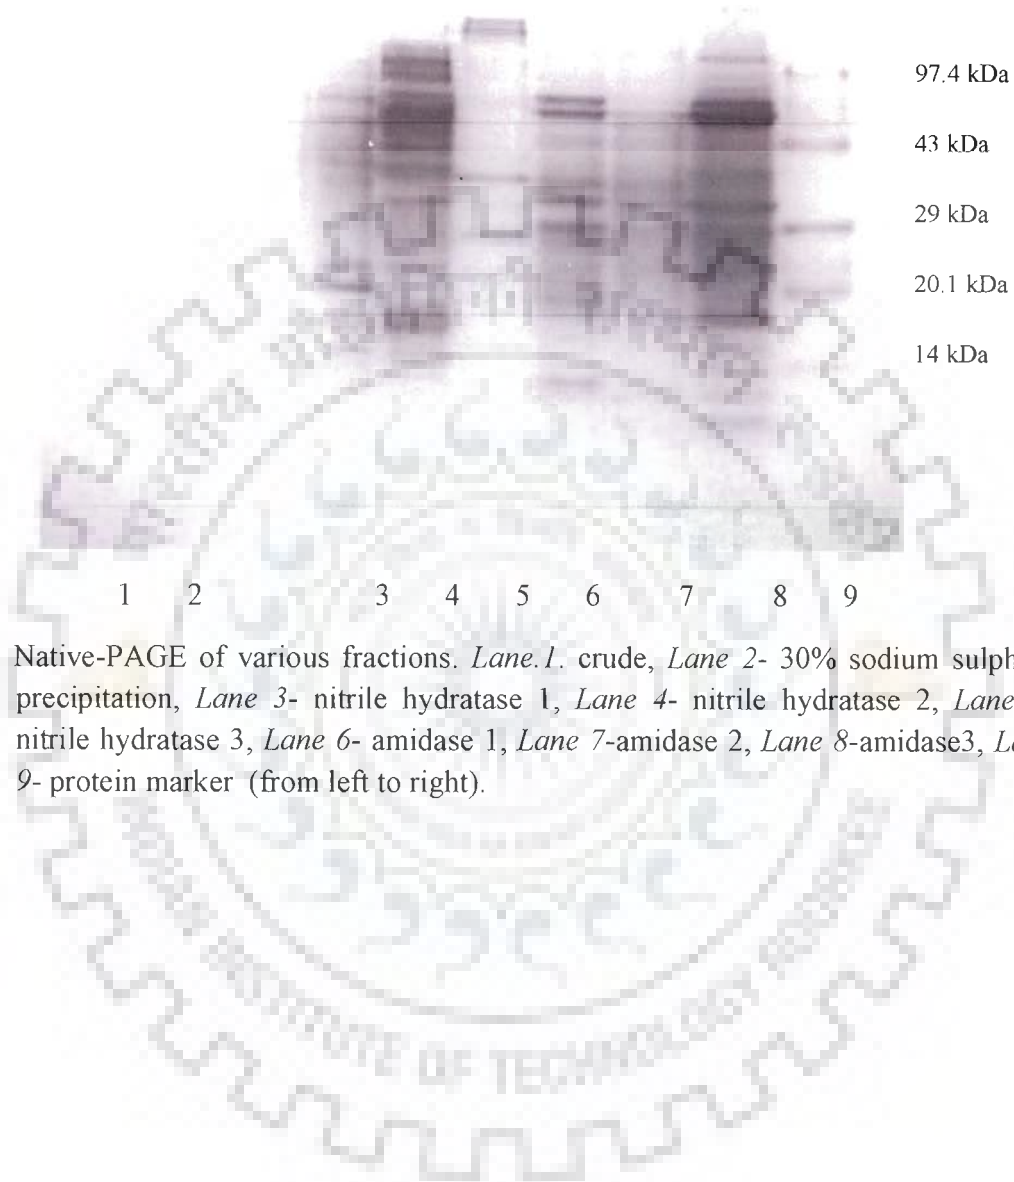 97.4 kDa
43 kDa
29 kDa
20.1 kDa
14 kDa
1 2 3 4 5 6 7 8 9
Native-PAGE of various fractions. Lane.1. crude, Lane 2- 30% sodium sulph
precipitation, Lane 3- nitrile hydratase 1, Lane 4- nitrile hydratase 2, Lane
nitrile hydratase 3, Lane 6- amidase 1, Lane 7-amidase 2, Lane 8-amidase3, L
9- protein marker (from left to right).
INSTITUTE OF TECHNOLOGY